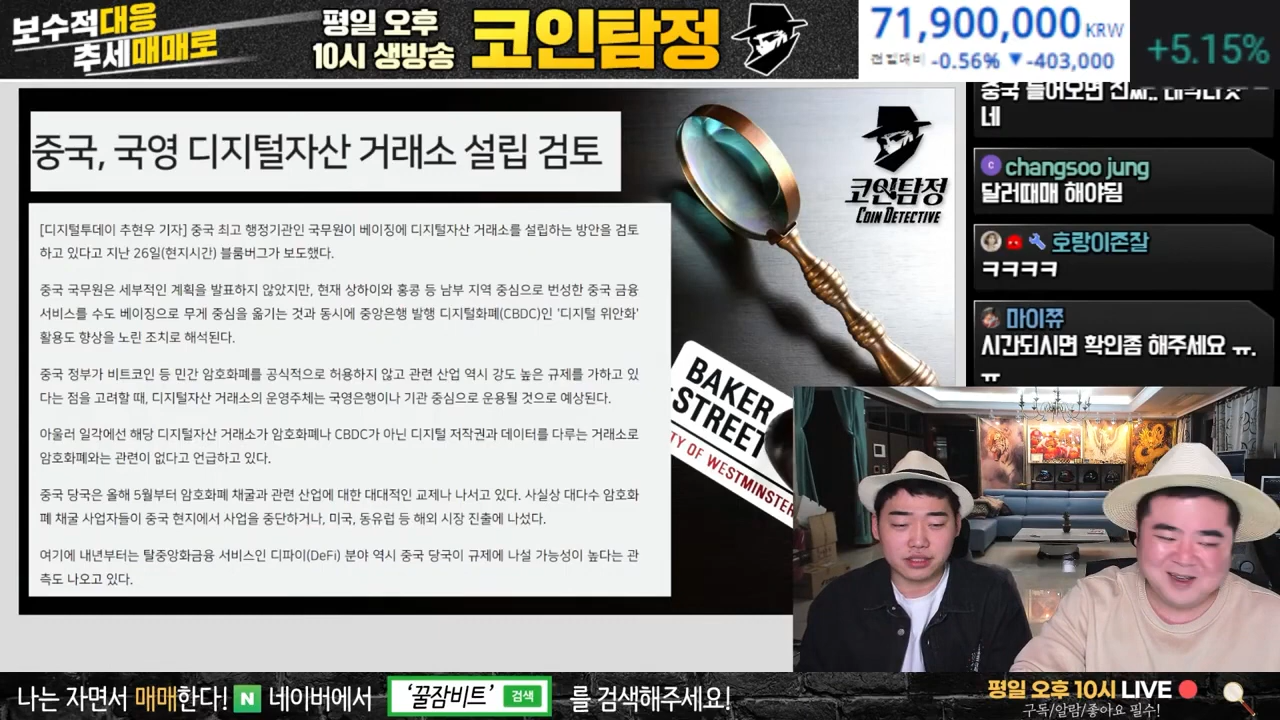 보수적대응
추세매매로
평일 오후
10시 생방송
코인탐정
71,900,000 KRW
전일대비 -0.56% ▼-403,000
+5.15%
중국, 국영 디지털자산 거래소 설립 검토
[디지털투데이 추현우 기자] 중국 최고 행정기관인 국무원이 베이징에 디지털자산 거래소를 설립하는 방안을 검토
하고 있다고 지난 26일(현지시간) 블룸버그가 보도했다.
중국 국무원은 세부적인 계획을 발표하지 않았지만, 현재 상하이와 홍콩 등 남부 지역 중심으로 번성한 중국 금융
서비스를 수도 베이징으로 무게 중심을 옮기는 것과 동시에 중앙은행 발행 디지털화폐(CBDC)인 '디지털 위안화'
활용도 향상을 노린 조치로 해석된다.
중국 정부가 비트코인 등 민간 암호화폐를 공식적으로 허용하지 않고 관련 산업 역시 강도 높은 규제를 가하고 있
다는 점을 고려할 때, 디지털자산 거래소의 운영주체는 국영은행이나 기관 중심으로 운용될 것으로 예상된다.
아울러 일각에선 해당 디지털자산 거래소가 암호화폐나 CBDC가 아닌 디지털 저작권과 데이터를 다루는 거래소로
암호화폐와는 관련이 없다고 언급하고 있다.
중국 당국은 올해 5월부터 암호화폐 채굴과 관련 산업에 대한 대대적인 교제나 나서고 있다. 사실상 대다수 암호화
폐 채굴 사업자들이 중국 현지에서 사업을 중단하거나, 미국, 동유럽 등 해외 시장 진출에 나섰다.
여기에 내년부터는 탈중앙화금융 서비스인 디파이(DeFi) 분야 역시 중국 당국이 규제에 나설 가능성이 높다는 관
측도 나오고 있다.
코인탐정
COIN DETECTIVE
BAKER
STREET
TY OF WESTMINSTER
중국 들어오면 진짜..
네
C changsoo jung
달러때매 해야됨
호랑이존잘
ㅋㅋㅋㅋ
마이쮸
시간되시면 확인좀 해주세요 ㅠ.
ㅠ
나는 자면서 매매한다! N 네이버에서 '꿀잠비트' 검색 를 검색해주세요!
평일 오후 10시 LIVE
구독/알람/좋아요 필수!